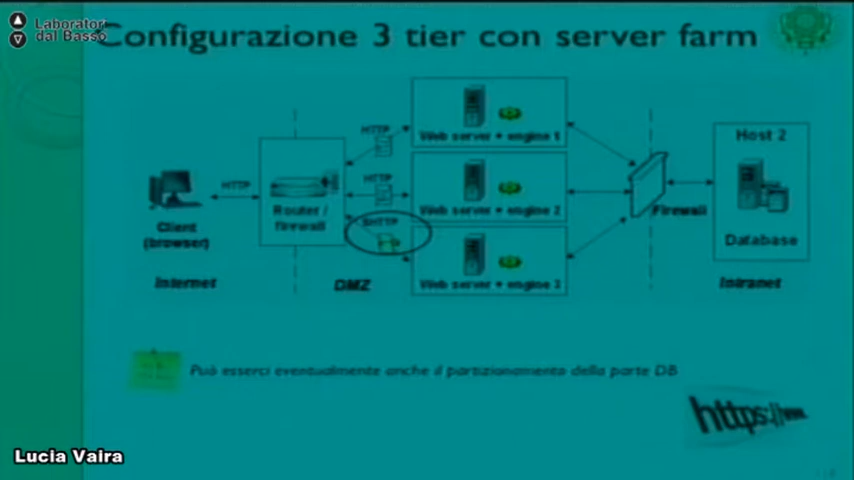 Laboratori
dal Basso
Configurazione 3 tier con server farm
HTTP
Web server + engine 1
Host 2
HTTP
HTTP
Web server + engine 2
Router /
firewall
Firewall
Client
(browser)
SHTTP
Database
Internet
DMZ
Web server + engine 3
Intranet
Può esserci eventualmente anche il partizionamento della parte DB
https://www.
Lucia Vaira